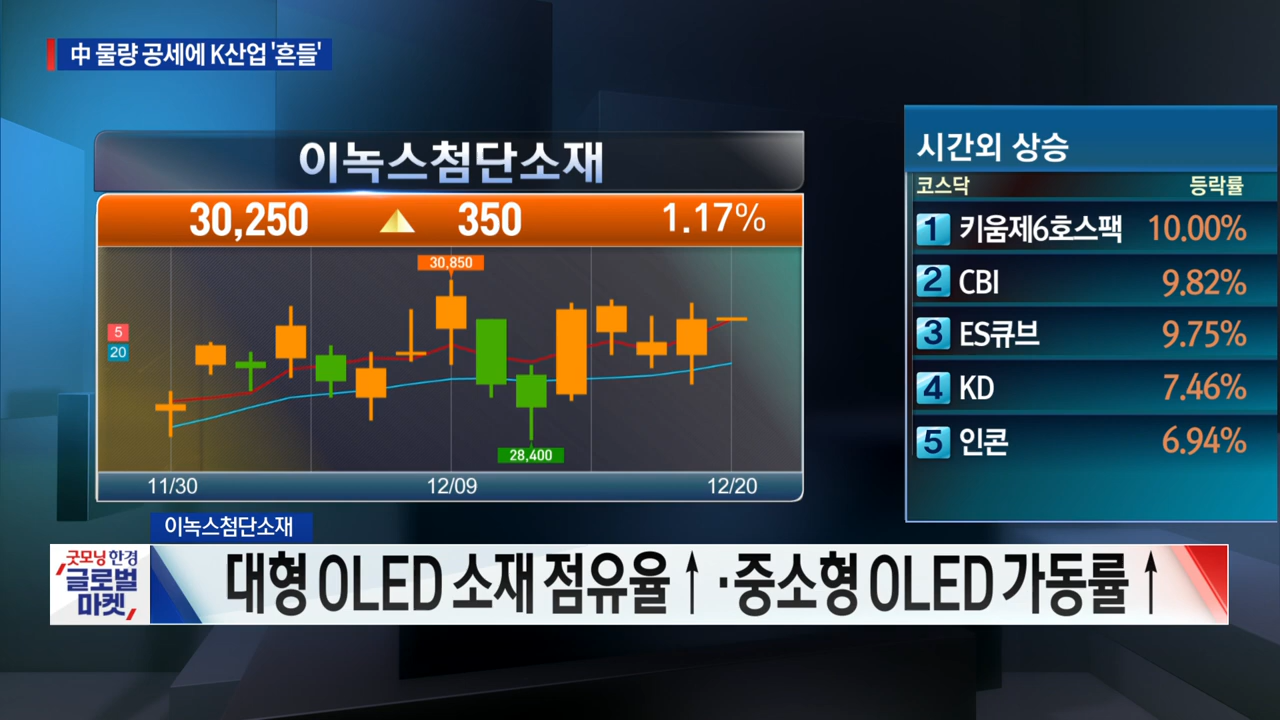 中 물량 공세에 K산업 '흔들'
이녹스첨단소재
30,250 ▲ 350 1.17%
30,850
5
20
28,400
11/30 12/09 12/20
시간외 상승
코스닥 등락률
1 키움제6호스팩 10.00%
2 CBI 9.82%
3 ES큐브 9.75%
4 KD 7.46%
5 인콘 6.94%
이녹스첨단소재
굿모닝 한경
글로벌
마켓
대형 OLED 소재 점유율↑·중소형 OLED 가동률↑